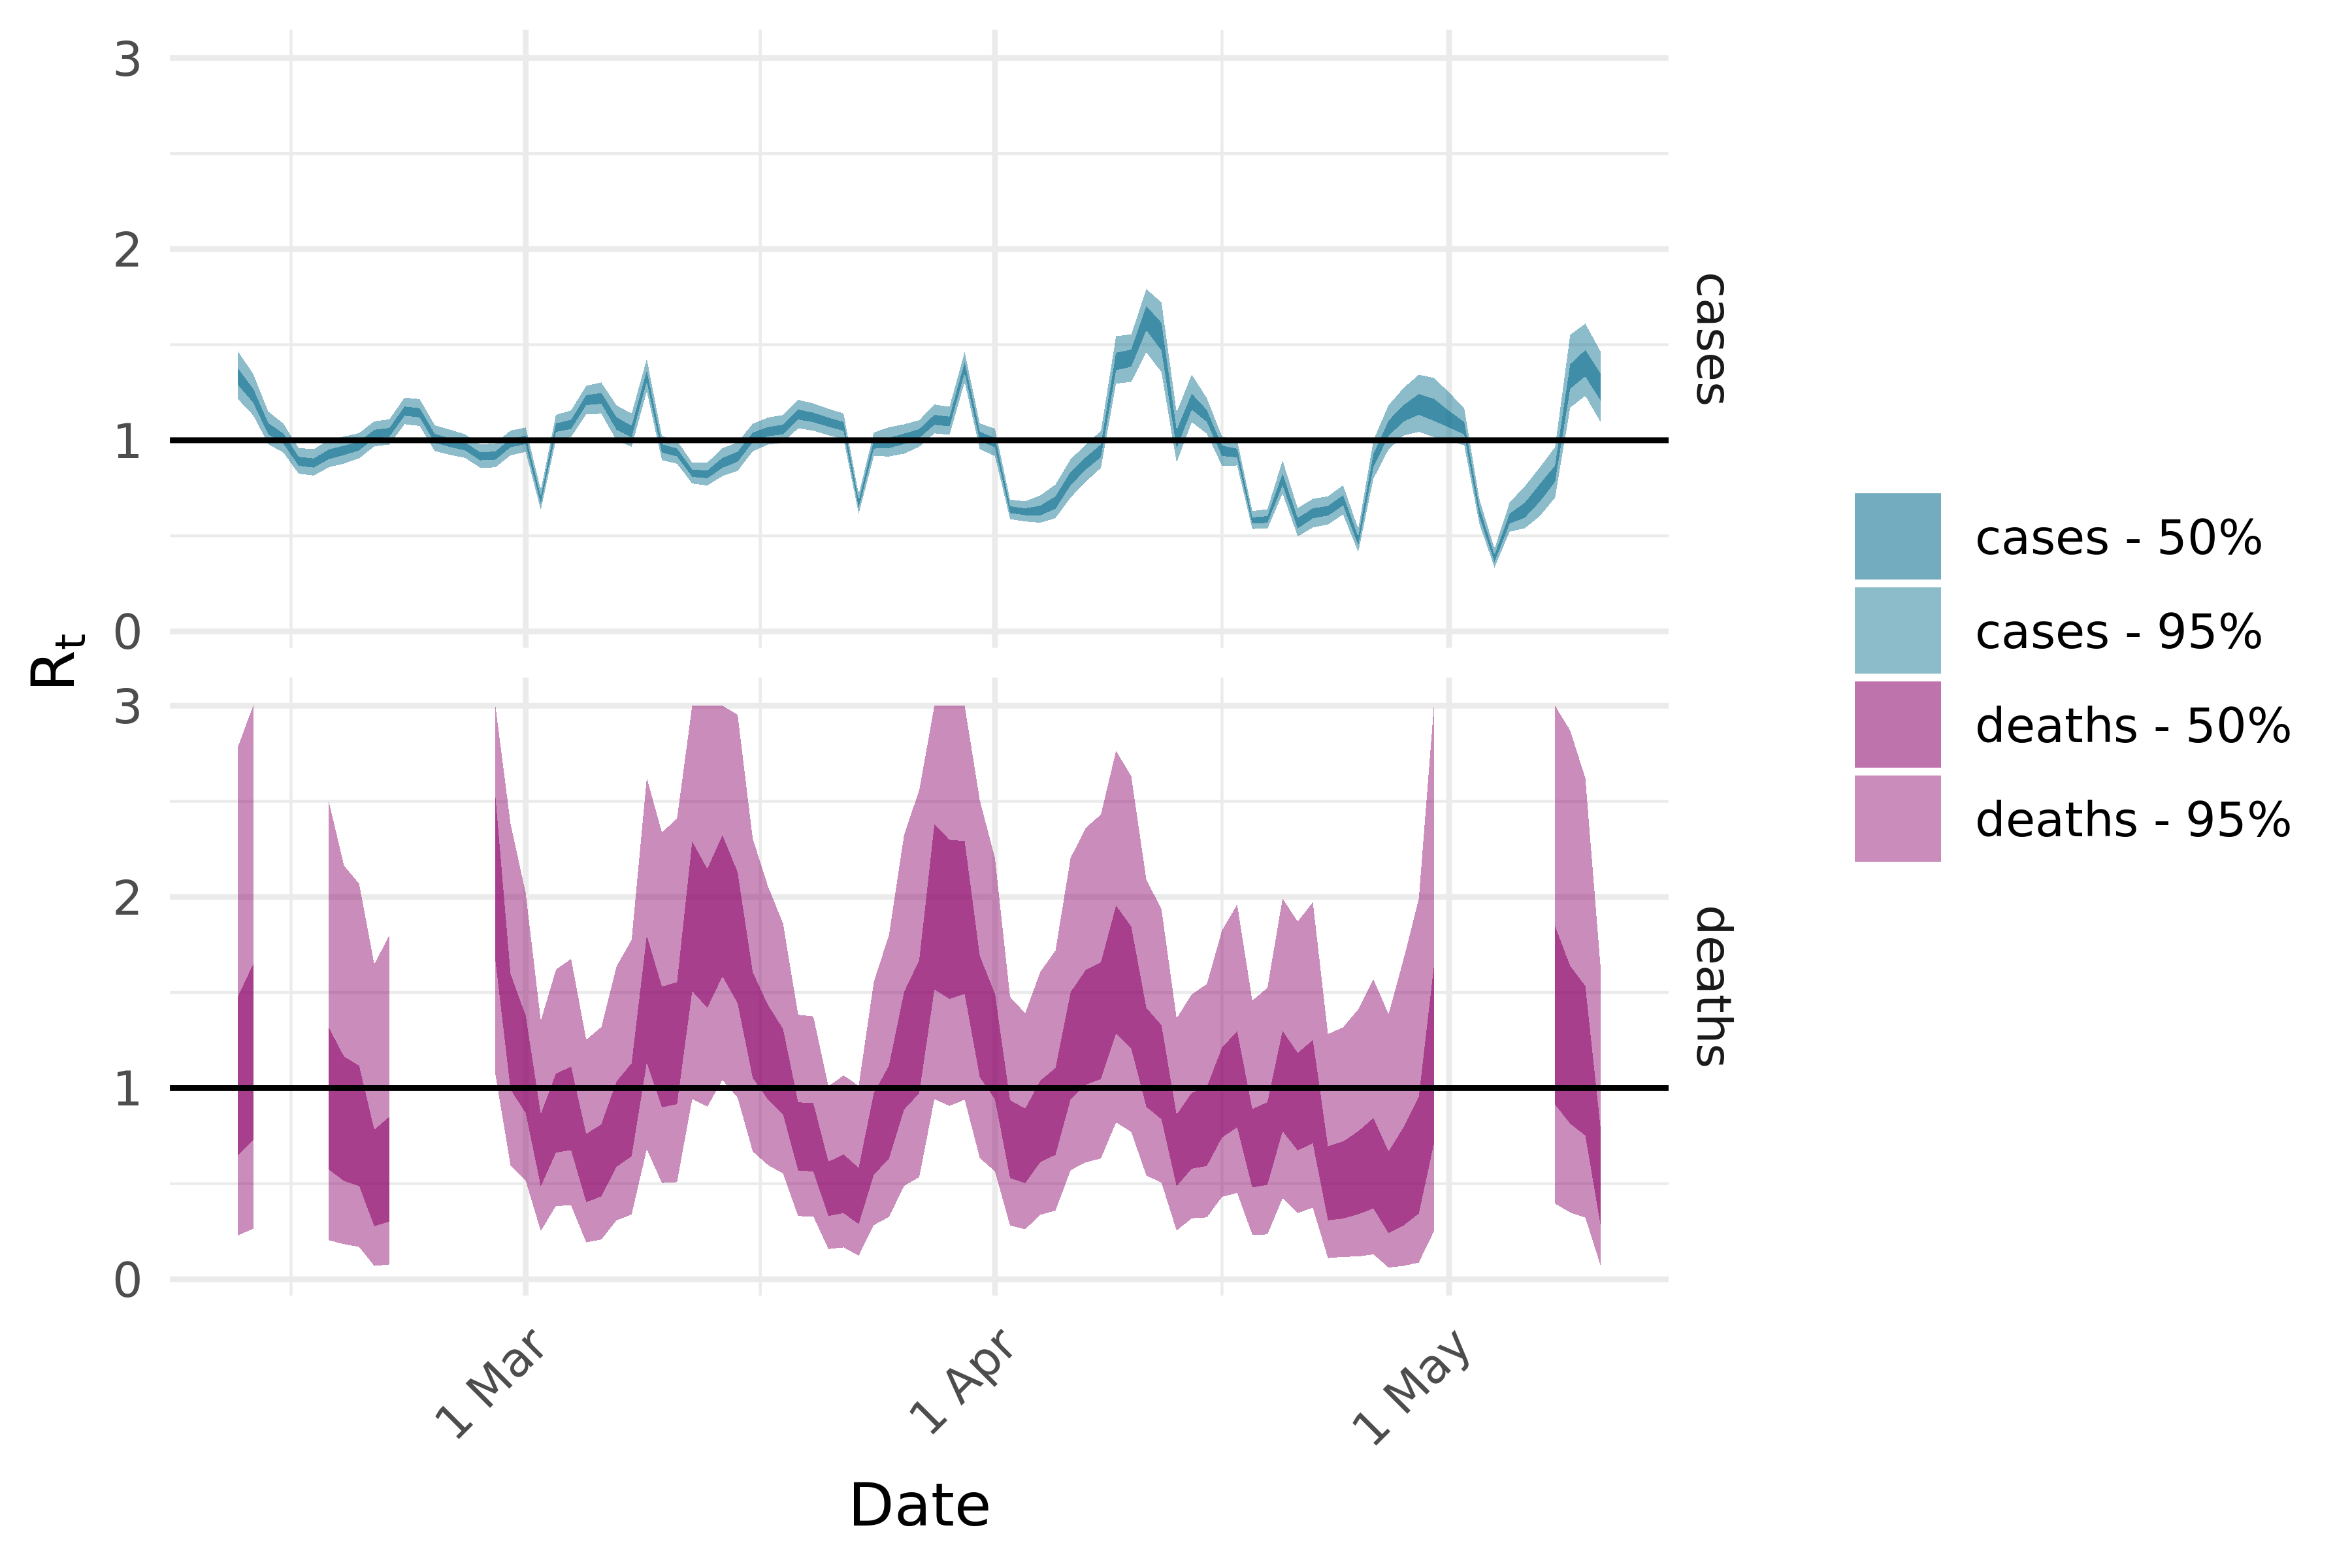 3
2
1
0
cases
3
2
1
0
deaths
Rt
1 Mar
1 Apr
1 May
Date
cases - 50%
cases - 95%
deaths - 50%
deaths - 95%